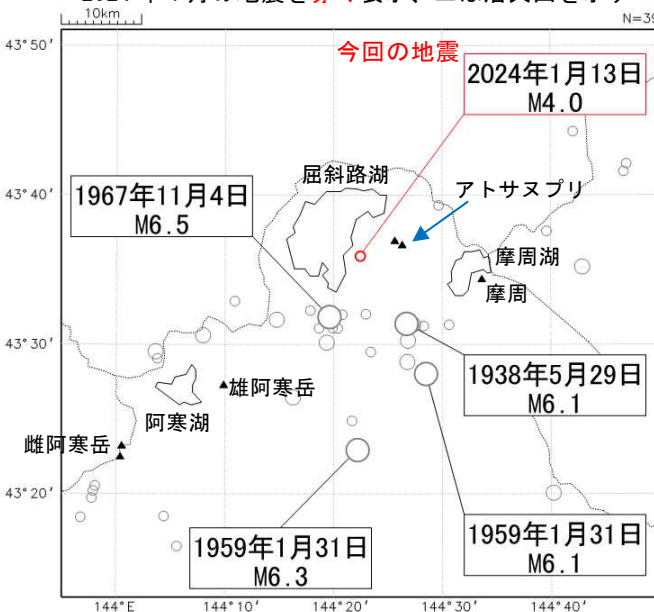 10km
N=39
43°50′
今回の地震
2024年1月13日
M4.0
屈斜路湖
43°40′
1967年11月4日
M6.5
アトサヌプリ
摩周湖
摩周
43°30′
1938年5月29日
M6.1
雄阿寒岳
阿寒湖
雌阿寒岳
43°20′
1959年1月31日
M6.3
1959年1月31日
M6.1
144°E
144°10′
144°20′
144°30′
144°40′